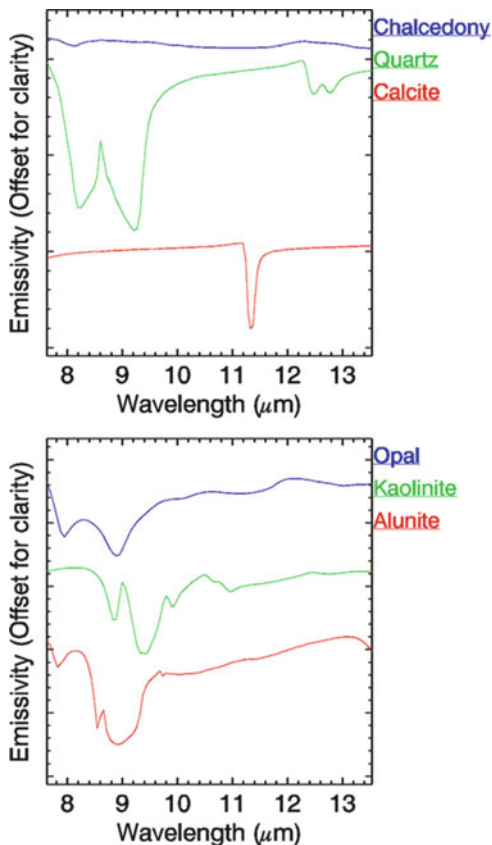 Chalcedony
Quartz
Calcite
Emissivity (Offset for clarity)
8 9 10 11 12 13
Wavelength (μm)
Opal
Kaolinite
Alunite
Emissivity (Offset for clarity)
8 9 10 11 12 13
Wavelength (μm)